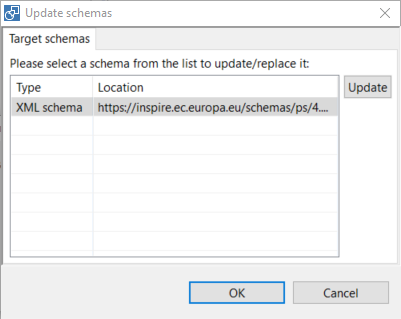 Update schemas
Target schemas
Please select a schema from the list to update/replace it:
Type Location
Update
XML schema https://inspire.ec.europa.eu/schemas/ps/4....
OK Cancel